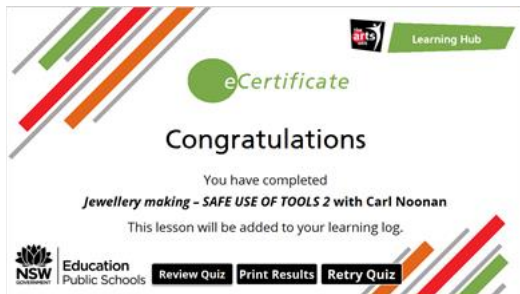 the
arts
unit
Learning Hub
eCertificate
Congratulations
You have completed
Jewellery making – SAFE USE OF TOOLS 2 with Carl Noonan
This lesson will be added to your learning log.
NSW
GOVERNMENT
Education
Public Schools
Review Quiz
Print Results
Retry Quiz